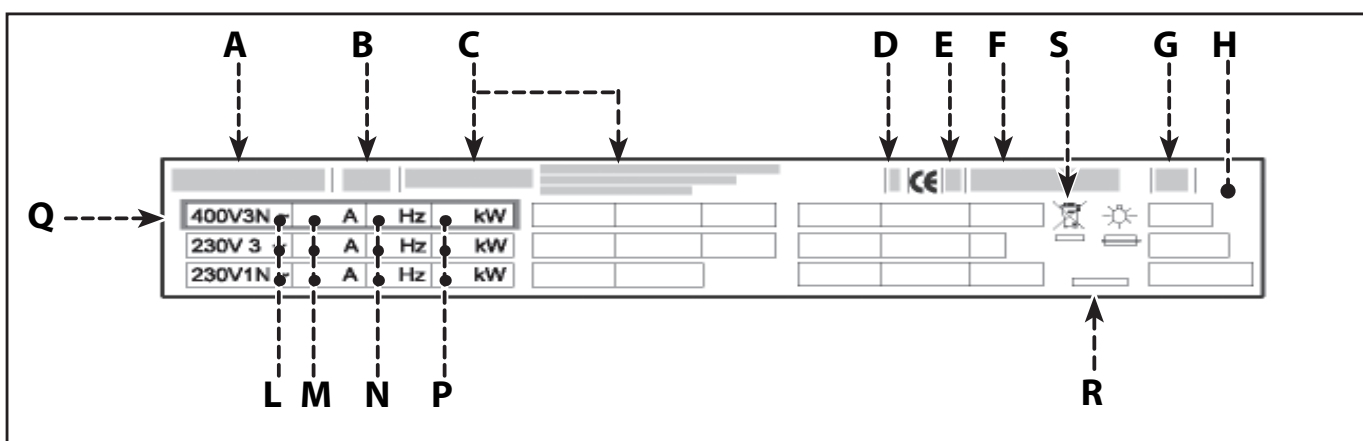 A B C D E F S G H
CE
Q
400V3N ~ A Hz kW
230V 3 ~ A Hz kW
230V1N ~ A Hz kW
L M N P R